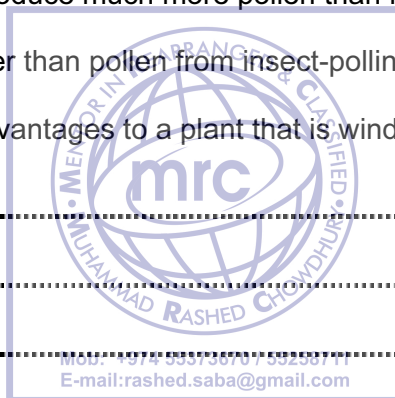 oduce much more pollen than
er than pollen from insect-pollin
vantages to a plant that is wind
MENTOR IN REARRANGED & CLASSIFIED
mrc
MUHAMMAD RASHED CHOWDHURY
Mob: +974 55373670 / 55258711
E-mail:rashed.saba@gmail.com